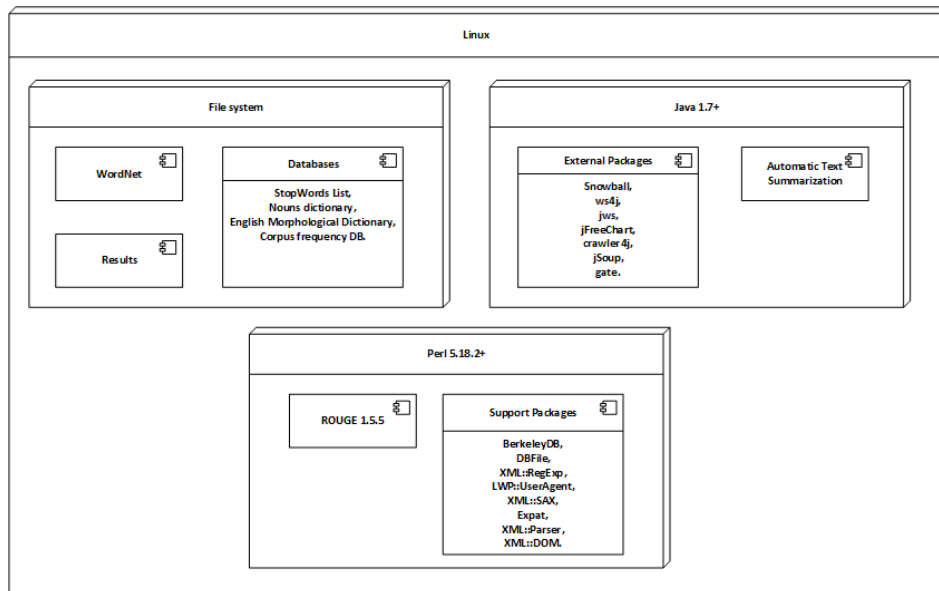 Linux
File system
WordNet
Databases
StopWords List,
Nouns dictionary,
English Morphological Dictionary,
Corpus frequency DB.
Results
Java 1.7+
External Packages
Snowball,
ws4j,
jws,
jFreeChart,
crawler4j,
jSoup,
gate.
Automatic Text
Summarization
Perl 5.18.2+
ROUGE 1.5.5
Support Packages
BerkeleyDB,
DBFile,
XML::RegExp,
LWP::UserAgent,
XML::SAX,
Expat,
XML::Parser,
XML::DOM.